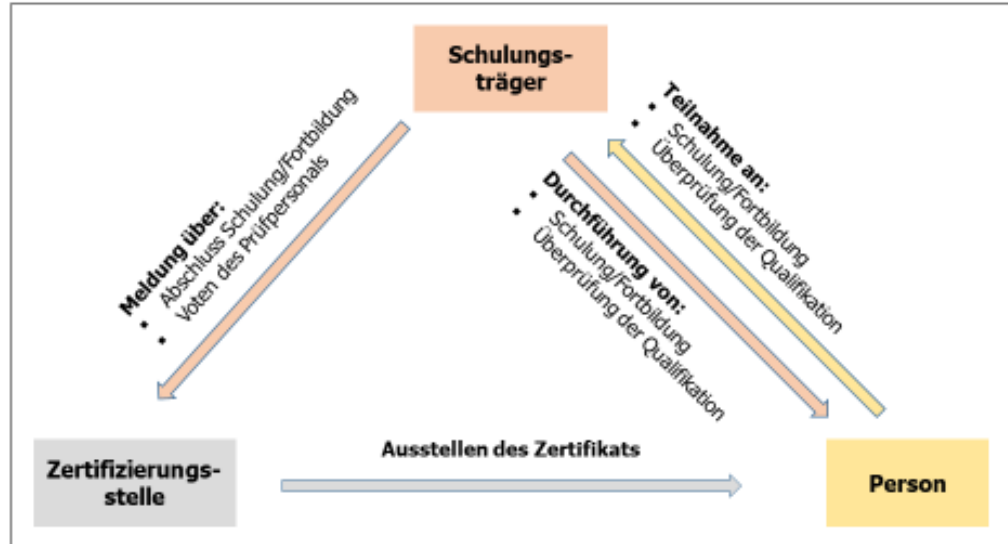 Schulungs-
träger
Meldung über:
▪ Abschluss Schulung/Fortbildung
▪ Voten des Prüfpersonals
Durchführung von:
▪ Schulung/Fortbildung
▪ Überprüfung der Qualifikation
Teilnahme an:
▪ Schulung/Fortbildung
▪ Überprüfung der Qualifikation
Zertifizierungs-
stelle
Ausstellen des Zertifikats
Person